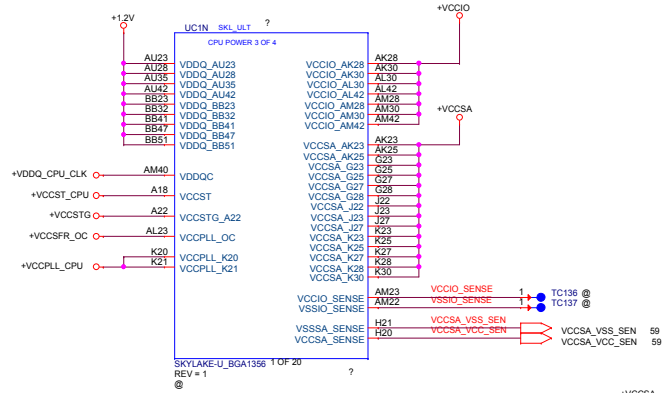 +1.2V
UC1N SKL_ULT ?
CPU POWER 3 OF 4
+VCCIO
AU23 VDDQ_AU23
AU28 VDDQ_AU28
AU35 VDDQ_AU35
AU42 VDDQ_AU42
BB23 VDDQ_BB23
BB32 VDDQ_BB32
BB41 VDDQ_BB41
BB47 VDDQ_BB47
BB51 VDDQ_BB51
+VDDQ_CPU_CLK AM40 VDDQC
+VCCST_CPU A18 VCCST
+VCCSTG A22 VCCSTG_A22
+VCCSFR_OC AL23 VCCPLL_OC
K20 VCCPLL_K20
+VCCPLL_CPU K21 VCCPLL_K21
VCCIO_AK28 AK28
VCCIO_AK30 AK30
VCCIO_AL30 AL30
VCCIO_AL42 AL42
VCCIO_AM28 AM28
VCCIO_AM30 AM30
VCCIO_AM42 AM42
+VCCSA
VCCSA_AK23 AK23
VCCSA_AK25 AK25
VCCSA_G23 G23
VCCSA_G25 G25
VCCSA_G27 G27
VCCSA_G28 G28
VCCSA_J22 J22
VCCSA_J23 J23
VCCSA_J27 J27
VCCSA_K23 K23
VCCSA_K25 K25
VCCSA_K27 K27
VCCSA_K28 K28
VCCSA_K30 K30
VCCIO_SENSE AM23 VCCIO_SENSE 1 TC136 @
VSSIO_SENSE AM22 VSSIO_SENSE 1 TC137 @
VSSSA_SENSE H21 VCCSA_VSS_SEN VCCSA_VSS_SEN 59
VCCSA_SENSE H20 VCCSA_VCC_SEN VCCSA_VCC_SEN 59
SKYLAKE-U_BGA1356 1 OF 20
REV = 1 ?
@
+VCCSA